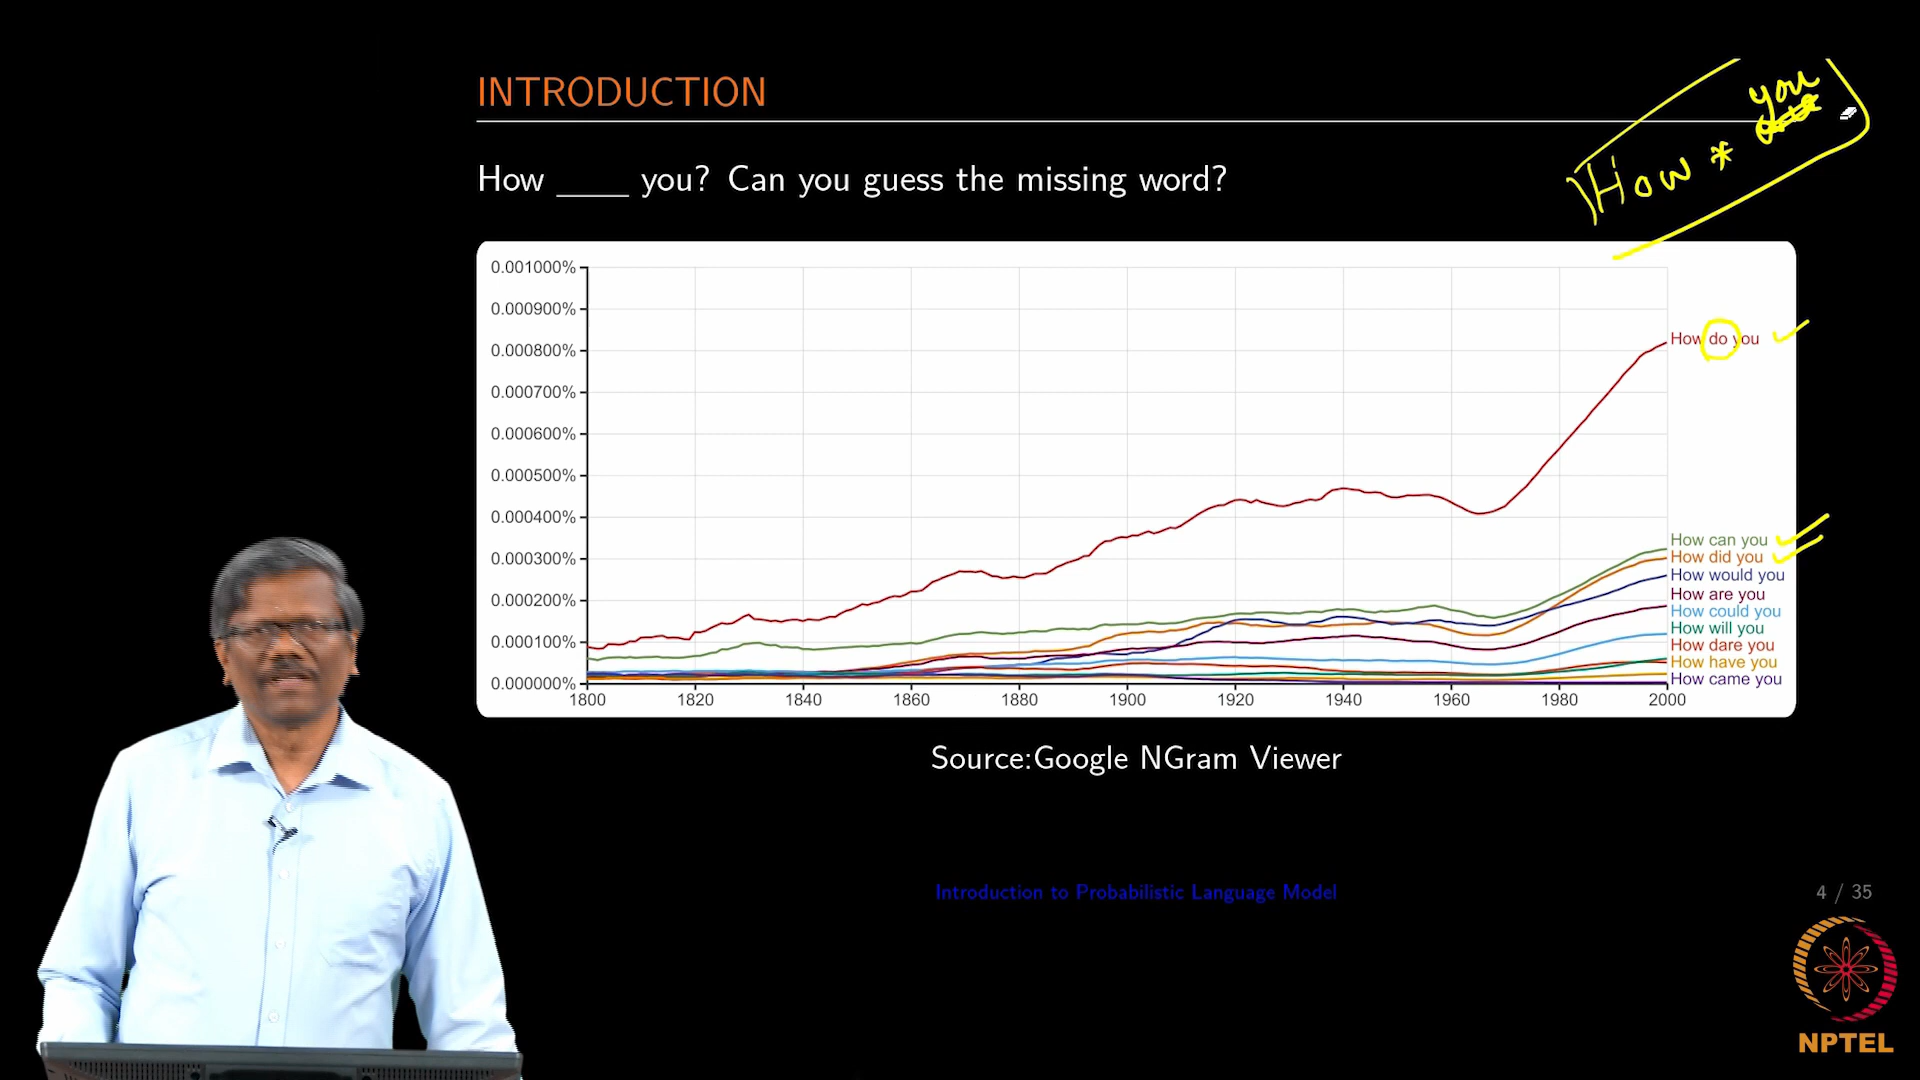 INTRODUCTION
How * you
How ____ you? Can you guess the missing word?
0.001000%
0.000900%
0.000800%
0.000700%
0.000600%
0.000500%
0.000400%
0.000300%
0.000200%
0.000100%
0.000000%
How do you
How can you
How did you
How would you
How are you
How could you
How will you
How dare you
How have you
How came you
1800 1820 1840 1860 1880 1900 1920 1940 1960 1980 2000
Source:Google NGram Viewer
Introduction to Probabilistic Language Model
4 / 35
NPTEL